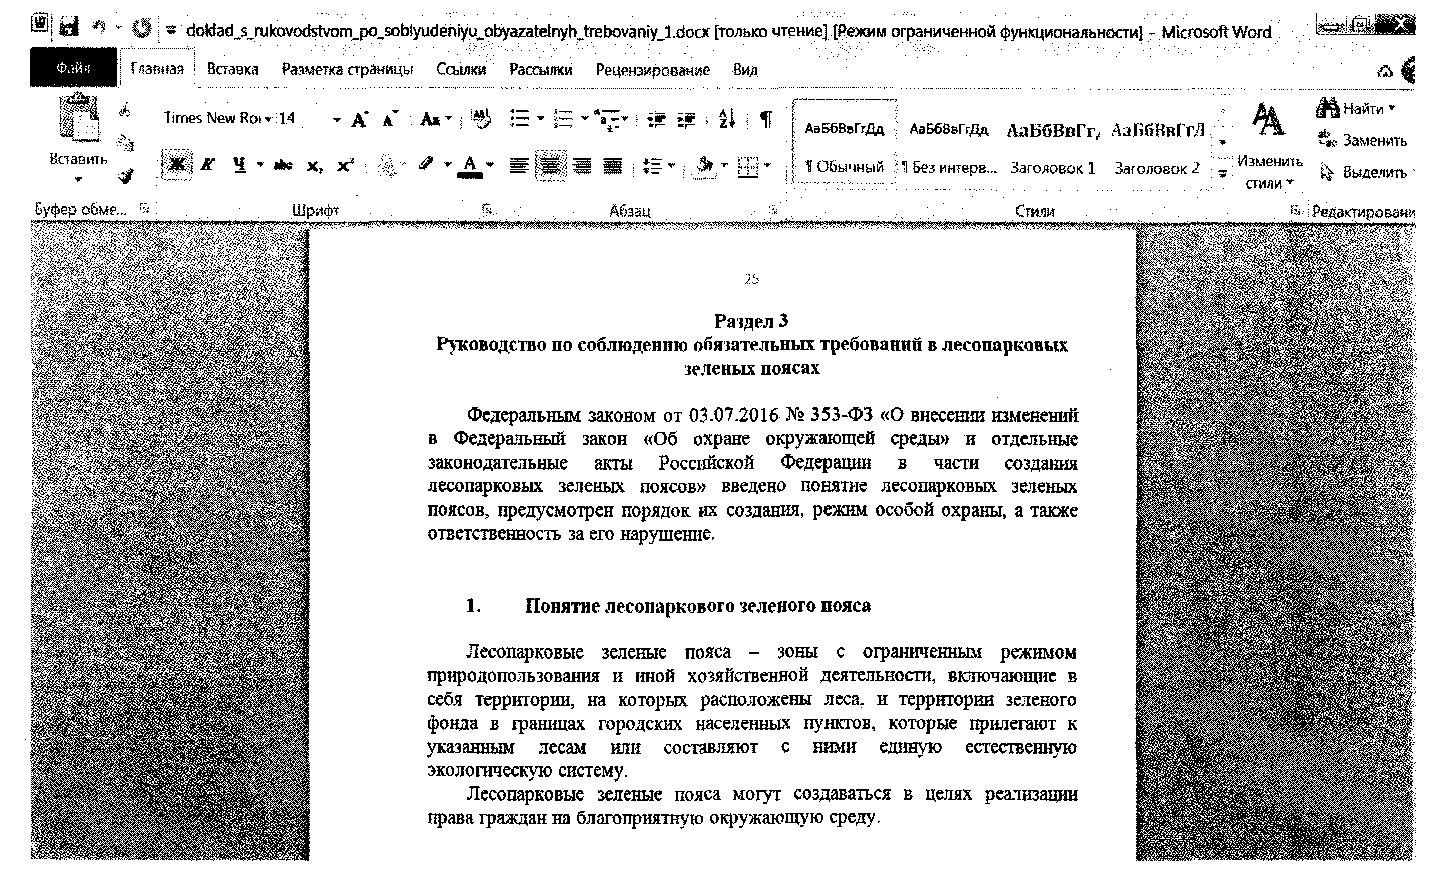 doklad_s_rukovodstvom_po_soblyudeniyu_obyazatelnyh_trebovaniy_1.docx [только чтение] [Режим ограниченной функциональности] - Microsoft Word
Файл Главная Вставка Разметка страницы Ссылки Рассылки Рецензирование Вид
Times New Roı 14
АаБбВвГгДд АаБбВвГгДд АаБбВвГг, АаБбВвГгД
Найти
Заменить
Выделить
Вставить
Ж К Ч abc x, x² A
¶ Обычный ¶ Без интерв... Заголовок 1 Заголовок 2
Изменить
стили
Буфер обме... Шрифт Абзац Стили Редактировани
25
Раздел 3
Руководство по соблюдению обязательных требований в лесопарковых
зеленых поясах
Федеральным законом от 03.07.2016 № 353-ФЗ «О внесении изменений
в Федеральный закон «Об охране окружающей среды» и отдельные
законодательные акты Российской Федерации в части создания
лесопарковых зеленых поясов» введено понятие лесопарковых зеленых
поясов, предусмотрен порядок их создания, режим особой охраны, а также
ответственность за его нарушение.
1. Понятие лесопаркового зеленого пояса
Лесопарковые зеленые пояса – зоны с ограниченным режимом
природопользования и иной хозяйственной деятельности, включающие в
себя территории, на которых расположены леса, и территории зеленого
фонда в границах городских населенных пунктов, которые прилегают к
указанным лесам или составляют с ними единую естественную
экологическую систему.
Лесопарковые зеленые пояса могут создаваться в целях реализации
права граждан на благоприятную окружающую среду.